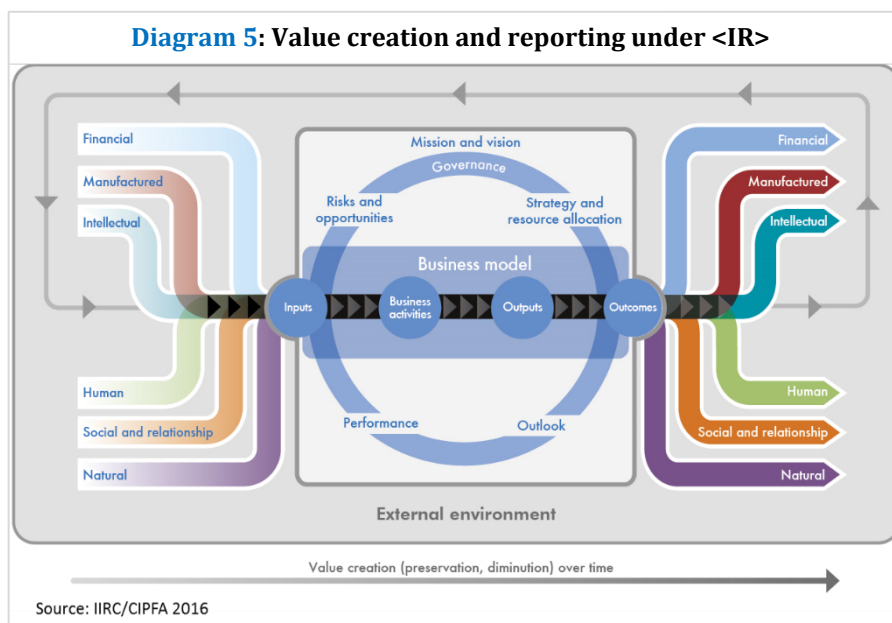 Diagram 5: Value creation and reporting under <IR>
Financial
Manufactured
Intellectual
Human
Social and relationship
Natural
Mission and vision
Governance
Risks and
opportunities
Strategy and
resource allocation
Business model
Inputs
Business
activities
Outputs
Outcomes
Performance
Outlook
Financial
Manufactured
Intellectual
Human
Social and relationship
Natural
External environment
Value creation (preservation, diminution) over time
Source: IIRC/CIPFA 2016